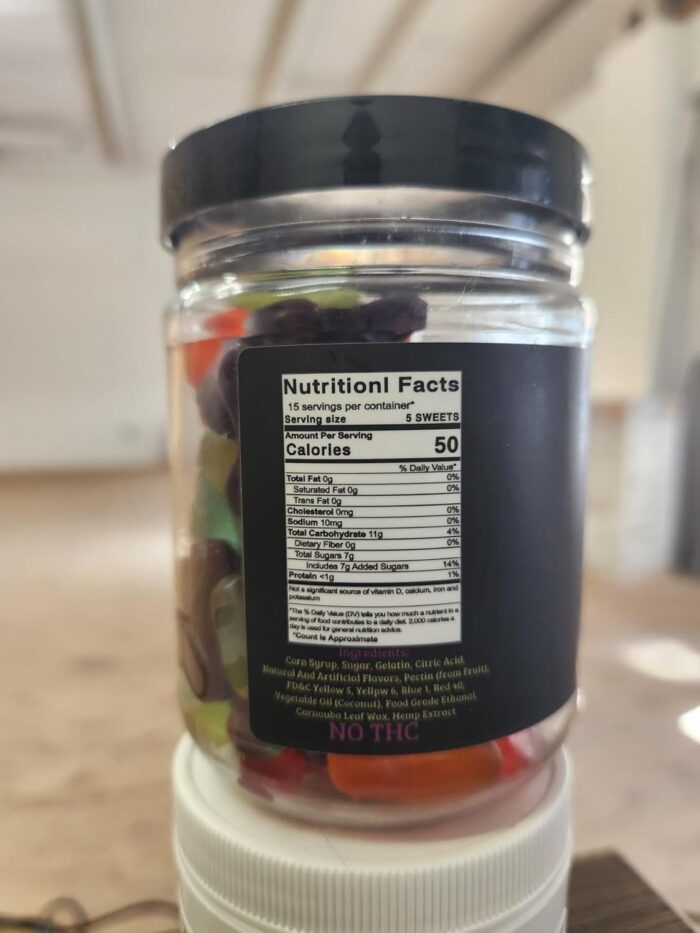 Nutritionl Facts
15 servings per container*
Serving size 5 SWEETS
Amount Per Serving
Calories 50
% Daily Value*
Total Fat 0g 0%
Saturated Fat 0g 0%
Trans Fat 0g
Cholesterol 0mg 0%
Sodium 10mg 0%
Total Carbohydrate 11g 4%
Dietary Fiber 0g 0%
Total Sugars 7g
Includes 7g Added Sugars 14%
Protein <1g 1%
Not a significant source of vitamin D, calcium, iron and
potassium
*The % Daily Value (DV) tells you how much a nutrient in a
serving of food contributes to a daily diet. 2,000 calories a
day is used for general nutrition advice.
*Count is Approximate
Ingredients:
Corn Syrup, Sugar, Gelatin, Citric Acid,
Natural And Artificial Flavors, Pectin (from Fruit),
FD&C Yellow 5, Yellpw 6, Blue 1, Red 40,
Vegetable Oil (Coconut), Food Grade Ethanol,
Carnaubo Leaf Wax, Hemp Extract
NO THC